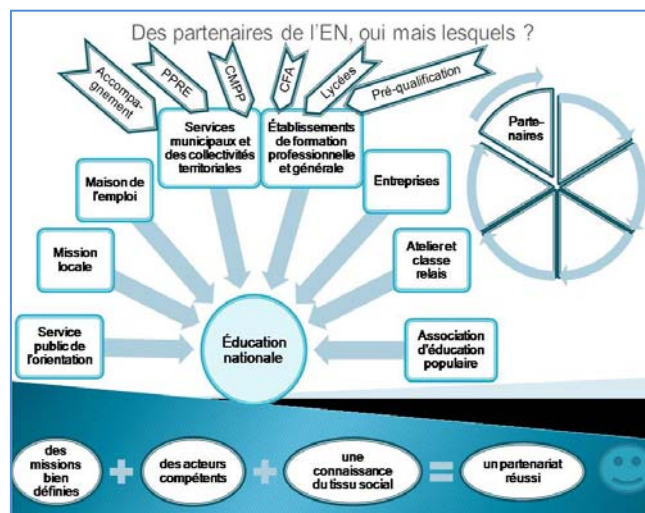 Des partenaires de l'EN, oui mais lesquels ?
Accompa-
gnement
PPRE
CMPP
CFA
Lycées
Pré-qualification
Services
municipaux et
des collectivités
territoriales
Établissements
de formation
professionnelle
et générale
Parte-
naires
Maison de
l'emploi
Entreprises
Mission
locale
Atelier et
classe
relais
Service
public de
l'orientation
Éducation
nationale
Association
d'éducation
populaire
des
missions
bien
définies
+
des acteurs
compétents
+
une
connaissance
du tissu social
=
un partenariat
réussi